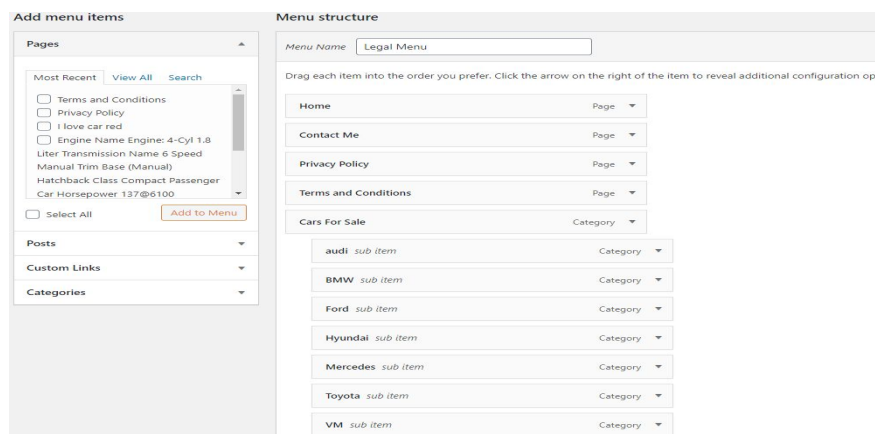 Add menu items
Pages
Most Recent View All Search
Terms and Conditions
Privacy Policy
I love car red
Engine Name Engine: 4-Cyl 1.8
Liter Transmission Name 6 Speed
Manual Trim Base (Manual)
Hatchback Class Compact Passenger
Car Horsepower 137@6100
Select All Add to Menu
Posts
Custom Links
Categories
Menu structure
Menu Name Legal Menu
Drag each item into the order you prefer. Click the arrow on the right of the item to reveal additional configuration op
Home Page
Contact Me Page
Privacy Policy Page
Terms and Conditions Page
Cars For Sale Category
audi sub item Category
BMW sub item Category
Ford sub item Category
Hyundai sub item Category
Mercedes sub item Category
Toyota sub item Category
VM sub item Category